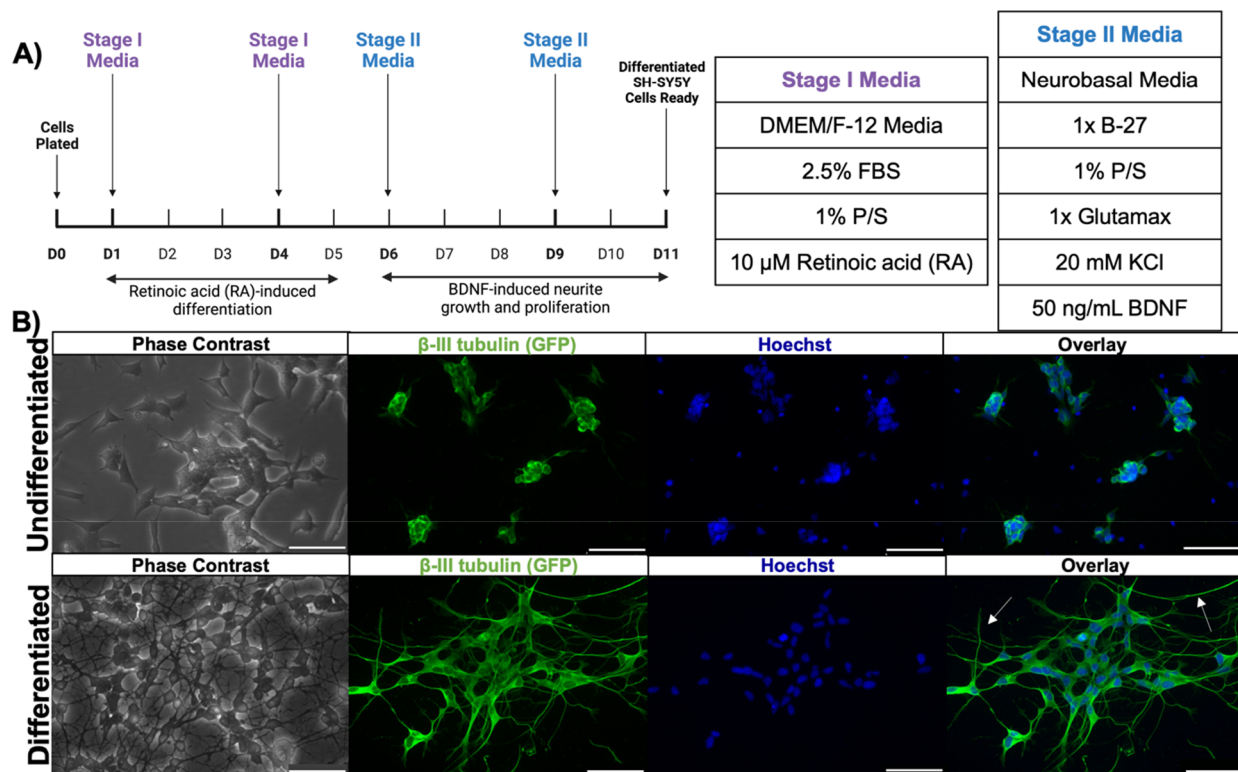 A)
Stage I
Media
Stage I
Media
Stage II
Media
Stage II
Media
Differentiated
SH-SY5Y
Cells Ready
Cells
Plated
D0 D1 D2 D3 D4 D5 D6 D7 D8 D9 D10 D11
Retinoic acid (RA)-induced
differentiation
BDNF-induced neurite
growth and proliferation
Stage I Media
DMEM/F-12 Media
2.5% FBS
1% P/S
10 µM Retinoic acid (RA)
Stage II Media
Neurobasal Media
1x B-27
1% P/S
1x Glutamax
20 mM KCl
50 ng/mL BDNF
B)
Undifferentiated
Phase Contrast
β-III tubulin (GFP)
Hoechst
Overlay
Differentiated
Phase Contrast
β-III tubulin (GFP)
Hoechst
Overlay